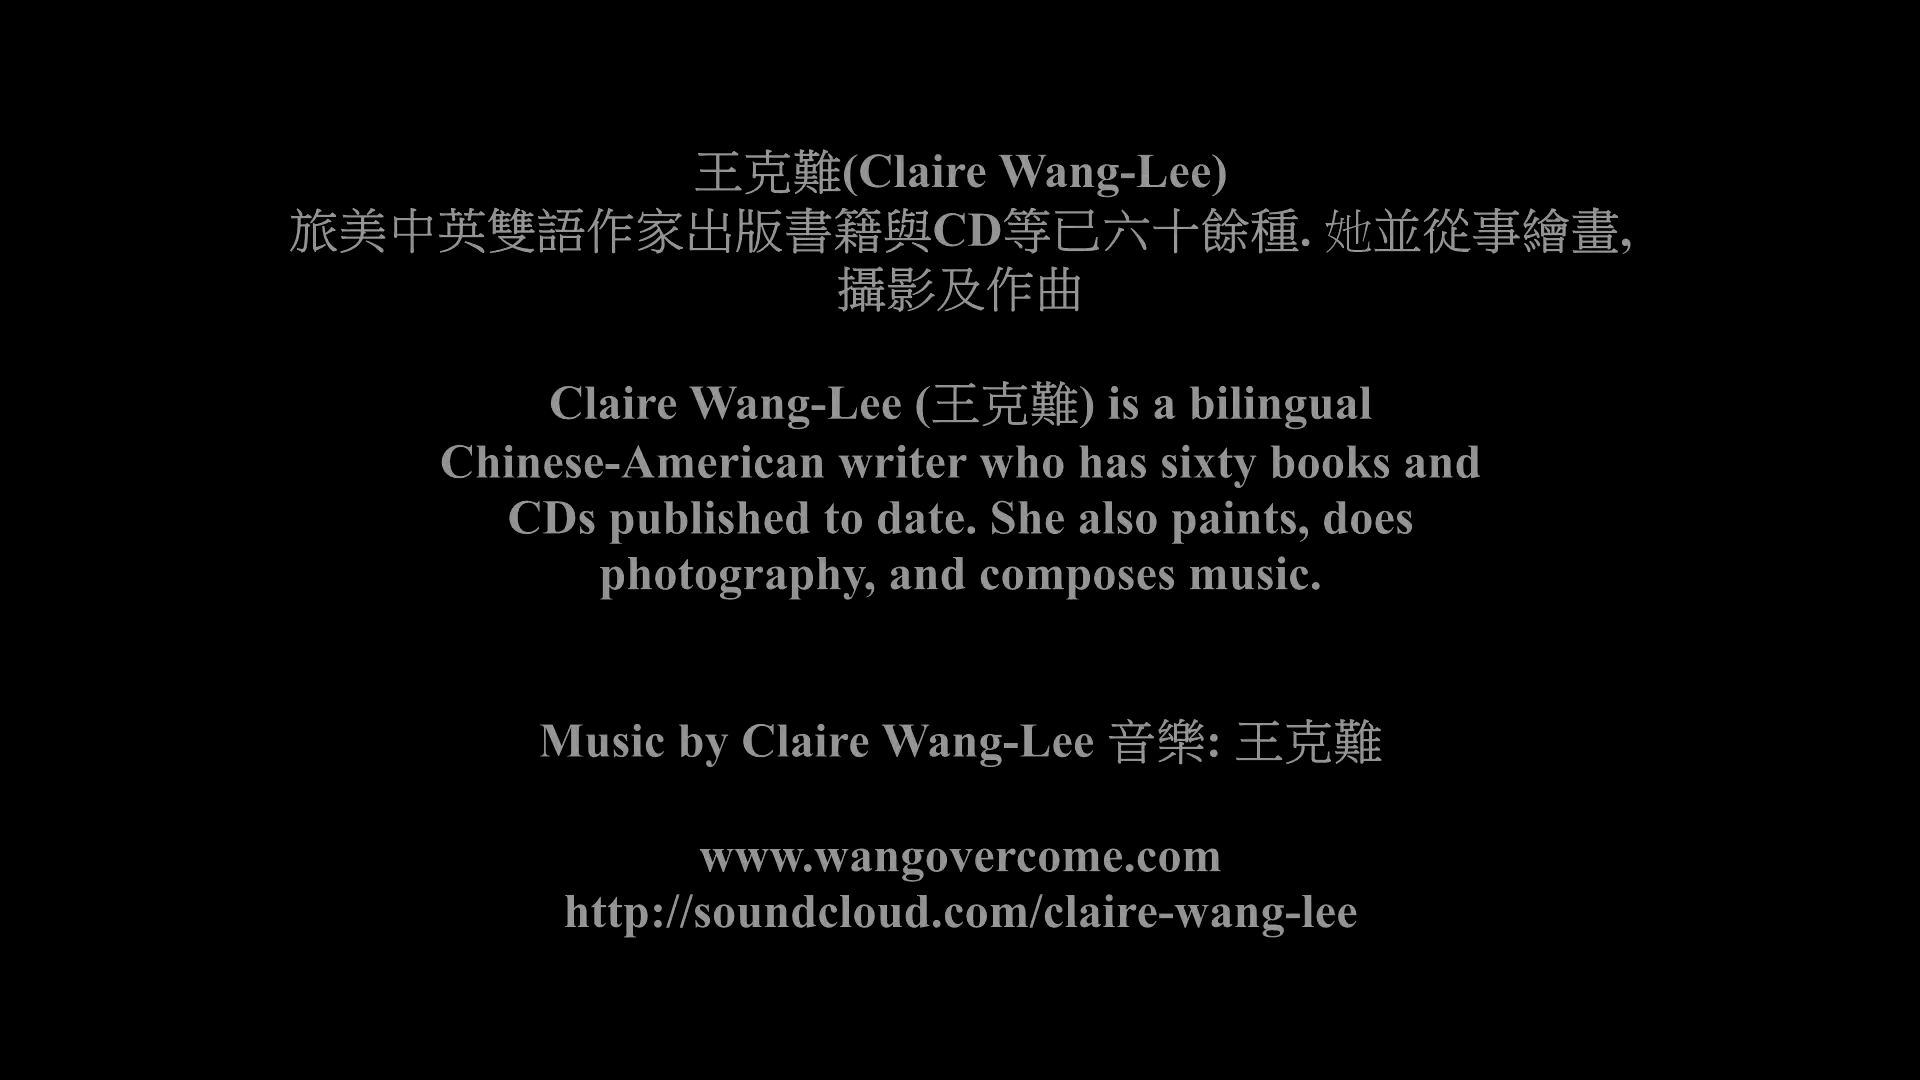 王克難(Claire Wang-Lee)
旅美中英雙語作家出版書籍與CD等已六十餘種. 她並從事繪畫,
攝影及作曲
Claire Wang-Lee (王克難) is a bilingual
Chinese-American writer who has sixty books and
CDs published to date. She also paints, does
photography, and composes music.
Music by Claire Wang-Lee 音樂: 王克難
www.wangovercome.com
http://soundcloud.com/claire-wang-lee